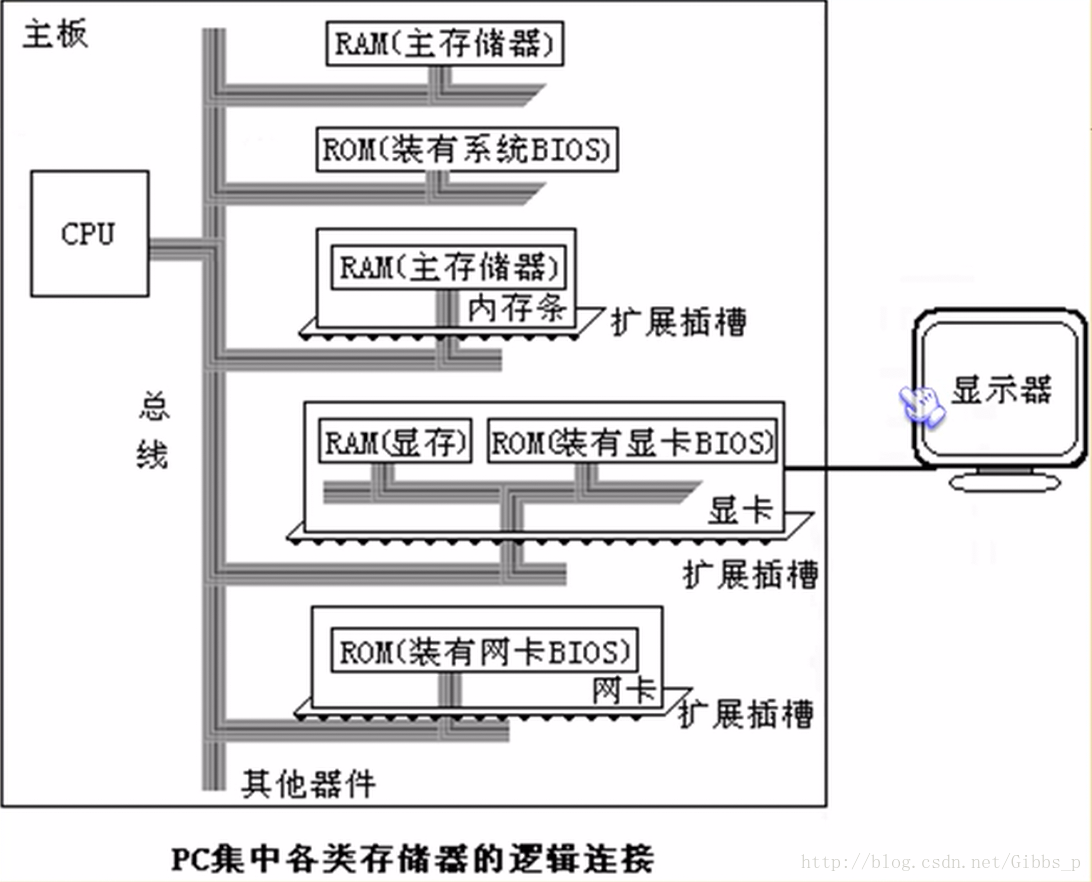 主板
RAM(主存储器)
ROM(装有系统BIOS)
CPU
RAM(主存储器)
内存条
扩展插槽
总线
显示器
RAM(显存)
ROM(装有显卡BIOS)
显卡
扩展插槽
ROM(装有网卡BIOS)
网卡
扩展插槽
其他器件
PC集中各类存储器的逻辑连接
http://blog.csdn.net/Gibbs_p